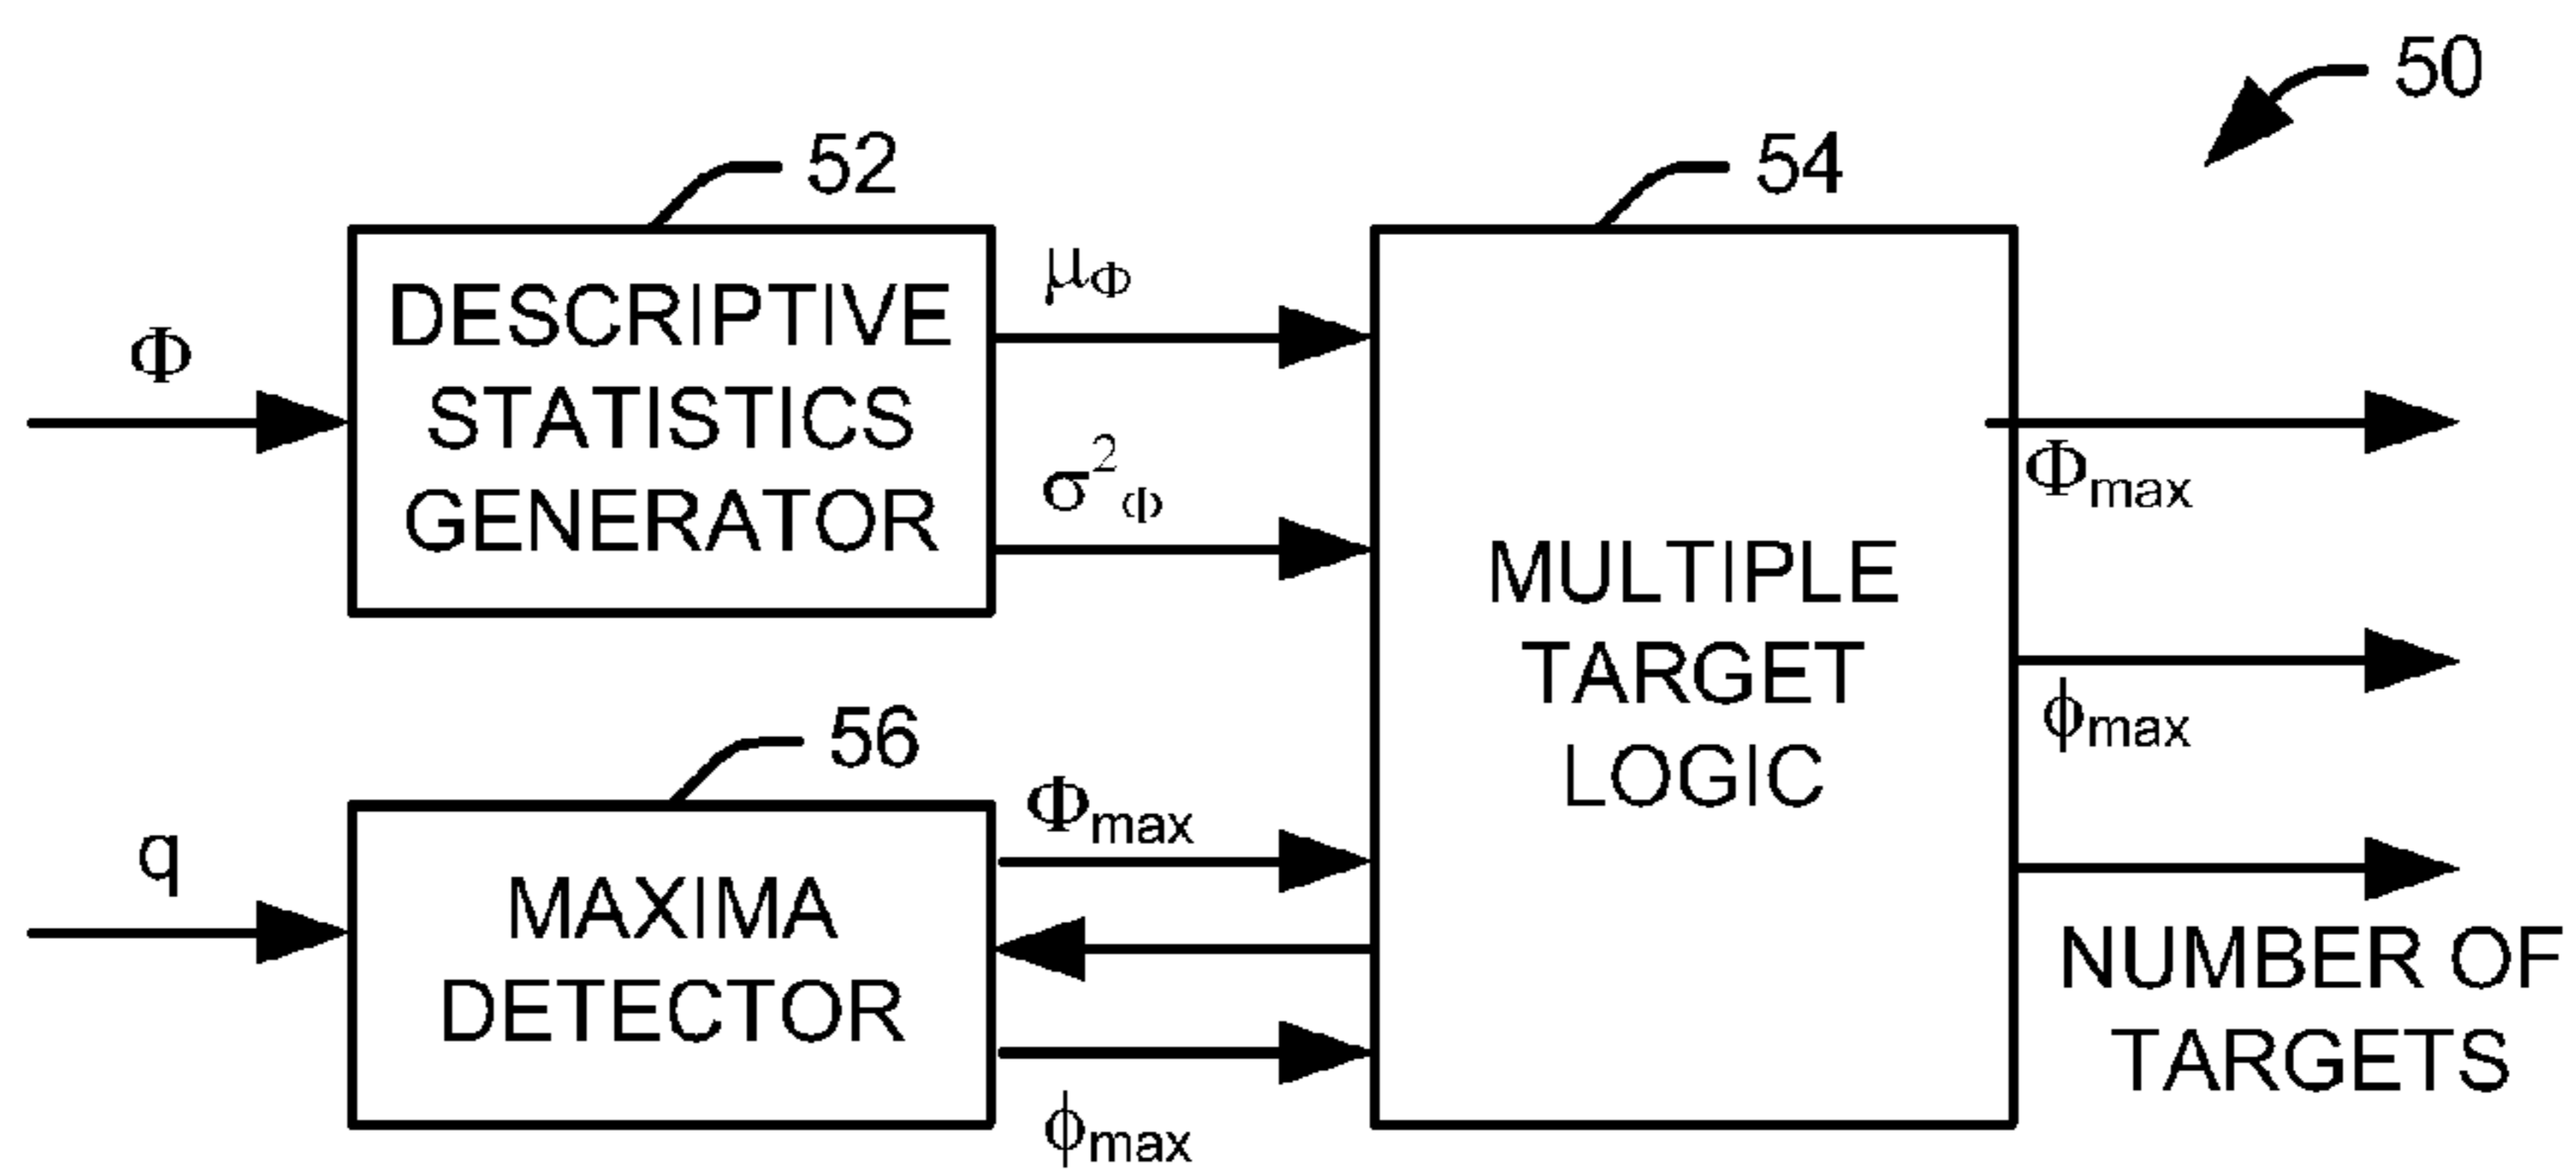 50
52
54
Φ
DESCRIPTIVE
STATISTICS
GENERATOR
μΦ
σ²Φ
MULTIPLE
TARGET
LOGIC
Φmax
ϕmax
NUMBER OF
TARGETS
56
q
MAXIMA
DETECTOR
Φmax
ϕmax